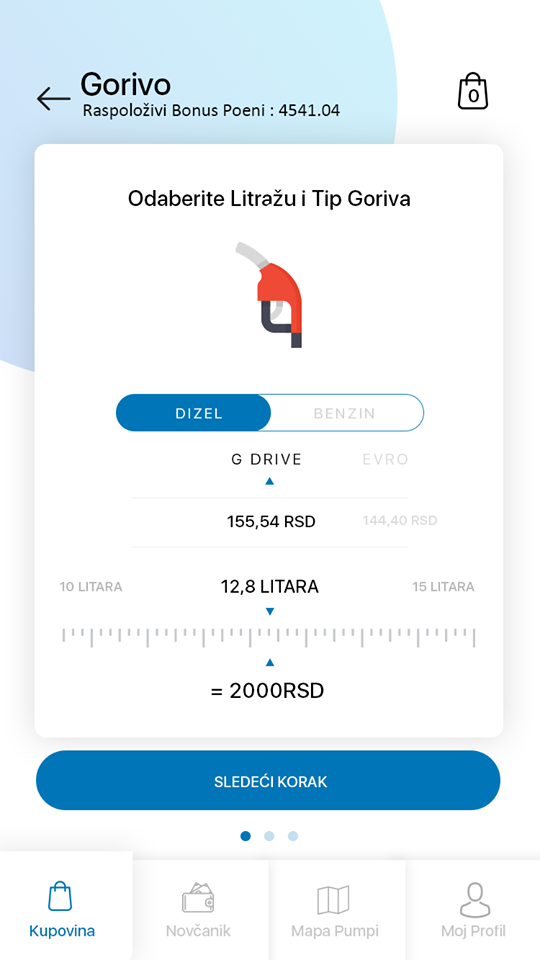 Gorivo
Raspoloživi Bonus Poeni : 4541.04
0
Odaberite Litražu i Tip Goriva
DIZEL BENZIN
G DRIVE EVRO
155,54 RSD 144,40 RSD
10 LITARA 12,8 LITARA 15 LITARA
= 2000RSD
SLEDEĆI KORAK
Kupovina Novčanik Mapa Pumpi Moj Profil